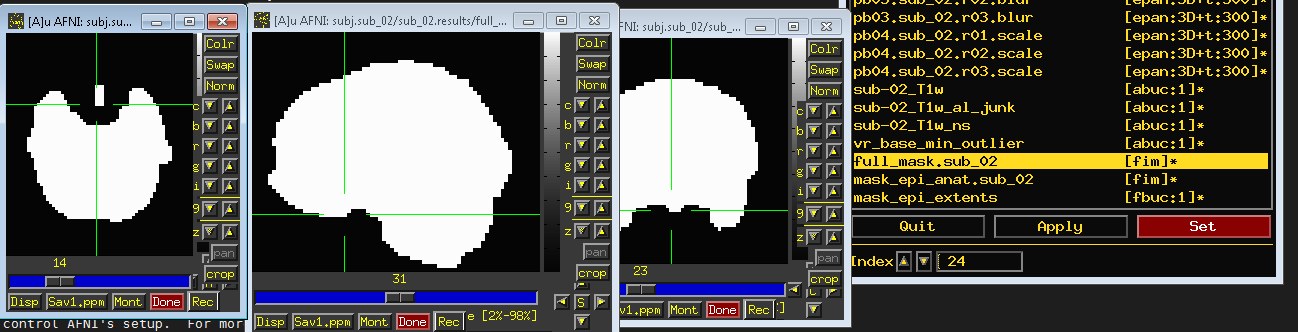 [A]u AFNI: subj.su...
[A]u AFNI: subj.sub_02/sub_02.results/full_...
FNI: subj.sub_02/sub_...
Colr
Swap
Norm
c
b
r
g
i
9
z
pan
crop
14
Disp
Sav1.ppm
Mont
Done
Rec
Colr
Swap
Norm
c
b
r
g
i
9
z
pan
crop
31
S
Disp
Sav1.ppm
Mont
Done
Rec
e [2%-98%]
Colr
Swap
Norm
c
b
r
g
i
9
z
pan
crop
23
v1.ppm
Mont
Done
Rec
control AFNI's setup. For mor
pb03.sub_02.r02.blur [epan:3D+t:300]*
pb03.sub_02.r03.blur [epan:3D+t:300]*
pb04.sub_02.r01.scale [epan:3D+t:300]*
pb04.sub_02.r02.scale [epan:3D+t:300]*
pb04.sub_02.r03.scale [epan:3D+t:300]*
sub-02_T1w [abuc:1]*
sub-02_T1w_al_junk [abuc:1]*
sub-02_T1w_ns [abuc:1]*
vr_base_min_outlier [abuc:1]*
full_mask.sub_02 [fim]*
mask_epi_anat.sub_02 [fim]*
mask_epi_extents [fbuc:1]*
Quit
Apply
Set
Index
24